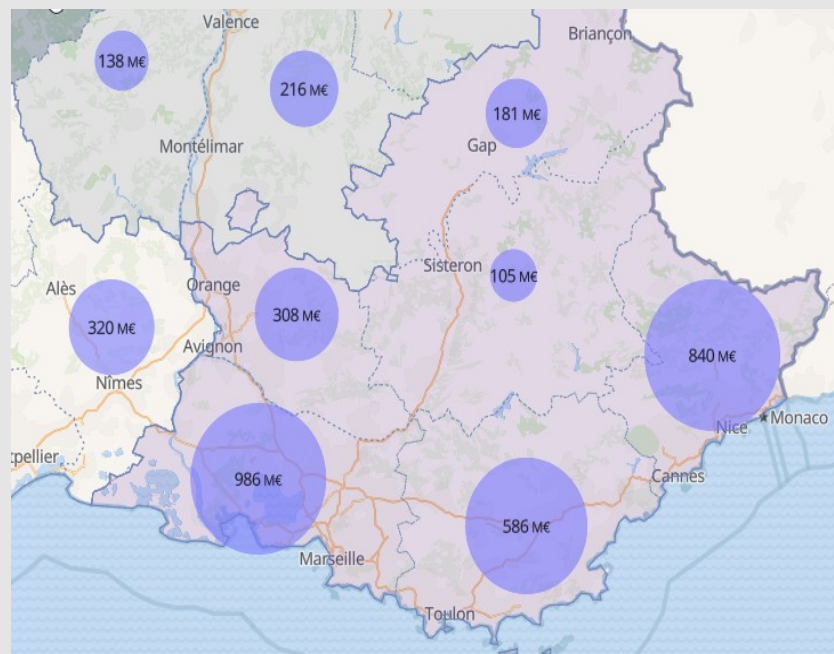 Valence
Briançon
138 M€
216 M€
181 M€
Montélimar
Gap
Sisteron
105 M€
Alès
Orange
320 M€
308 M€
Avignon
840 M€
Nîmes
Nice
Monaco
tpellier
986 M€
Cannes
586 M€
Marseille
Toulon